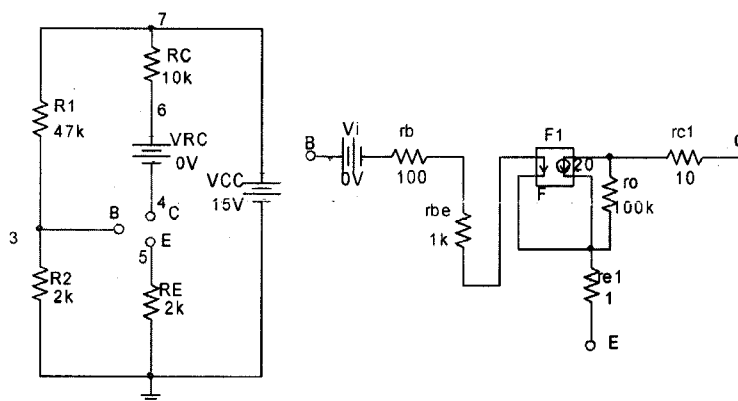 7
RC
10k
R1
47k
6
VRC
0V
VCC
15V
4
C
B
3
E
5
R2
2k
RE
2k
B
Vi
0V
rb
100
rbe
1k
F1
20
F
ro
100k
rc1
10
re1
1
E